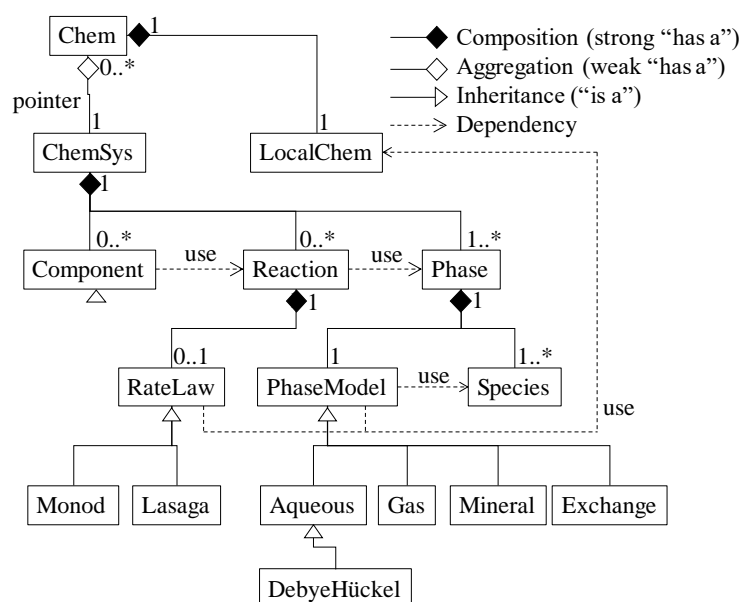 Chem
1
0..*
pointer
1
1
ChemSys
LocalChem
Composition (strong “has a”)
Aggregation (weak “has a”)
Inheritance (“is a”)
Dependency
1
0..*
0..*
1..*
Component
use
Reaction
use
Phase
1
1
0..1
1
1..*
RateLaw
PhaseModel
use
Species
use
Monod
Lasaga
Aqueous
Gas
Mineral
Exchange
DebyeHückel